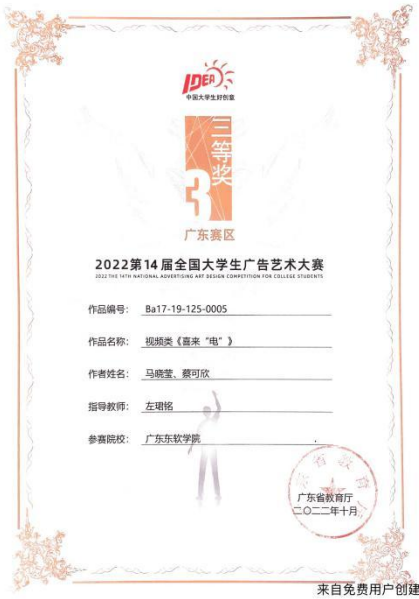 IDEA
中国大学生好创意
三等奖
3
广东赛区
2022第14届全国大学生广告艺术大赛
2022 THE 14TH NATIONAL ADVERTISING ART DESIGN COMPETITION FOR COLLEGE STUDENTS
作品编号： Ba17-19-125-0005
作品名称： 视频类《喜来“电”》
作者姓名： 马晓莹、蔡可欣
指导教师： 左珺铭
参赛院校： 广东东软学院
省教育
广东省教育厅
二〇二二年十月
来自免费用户创建